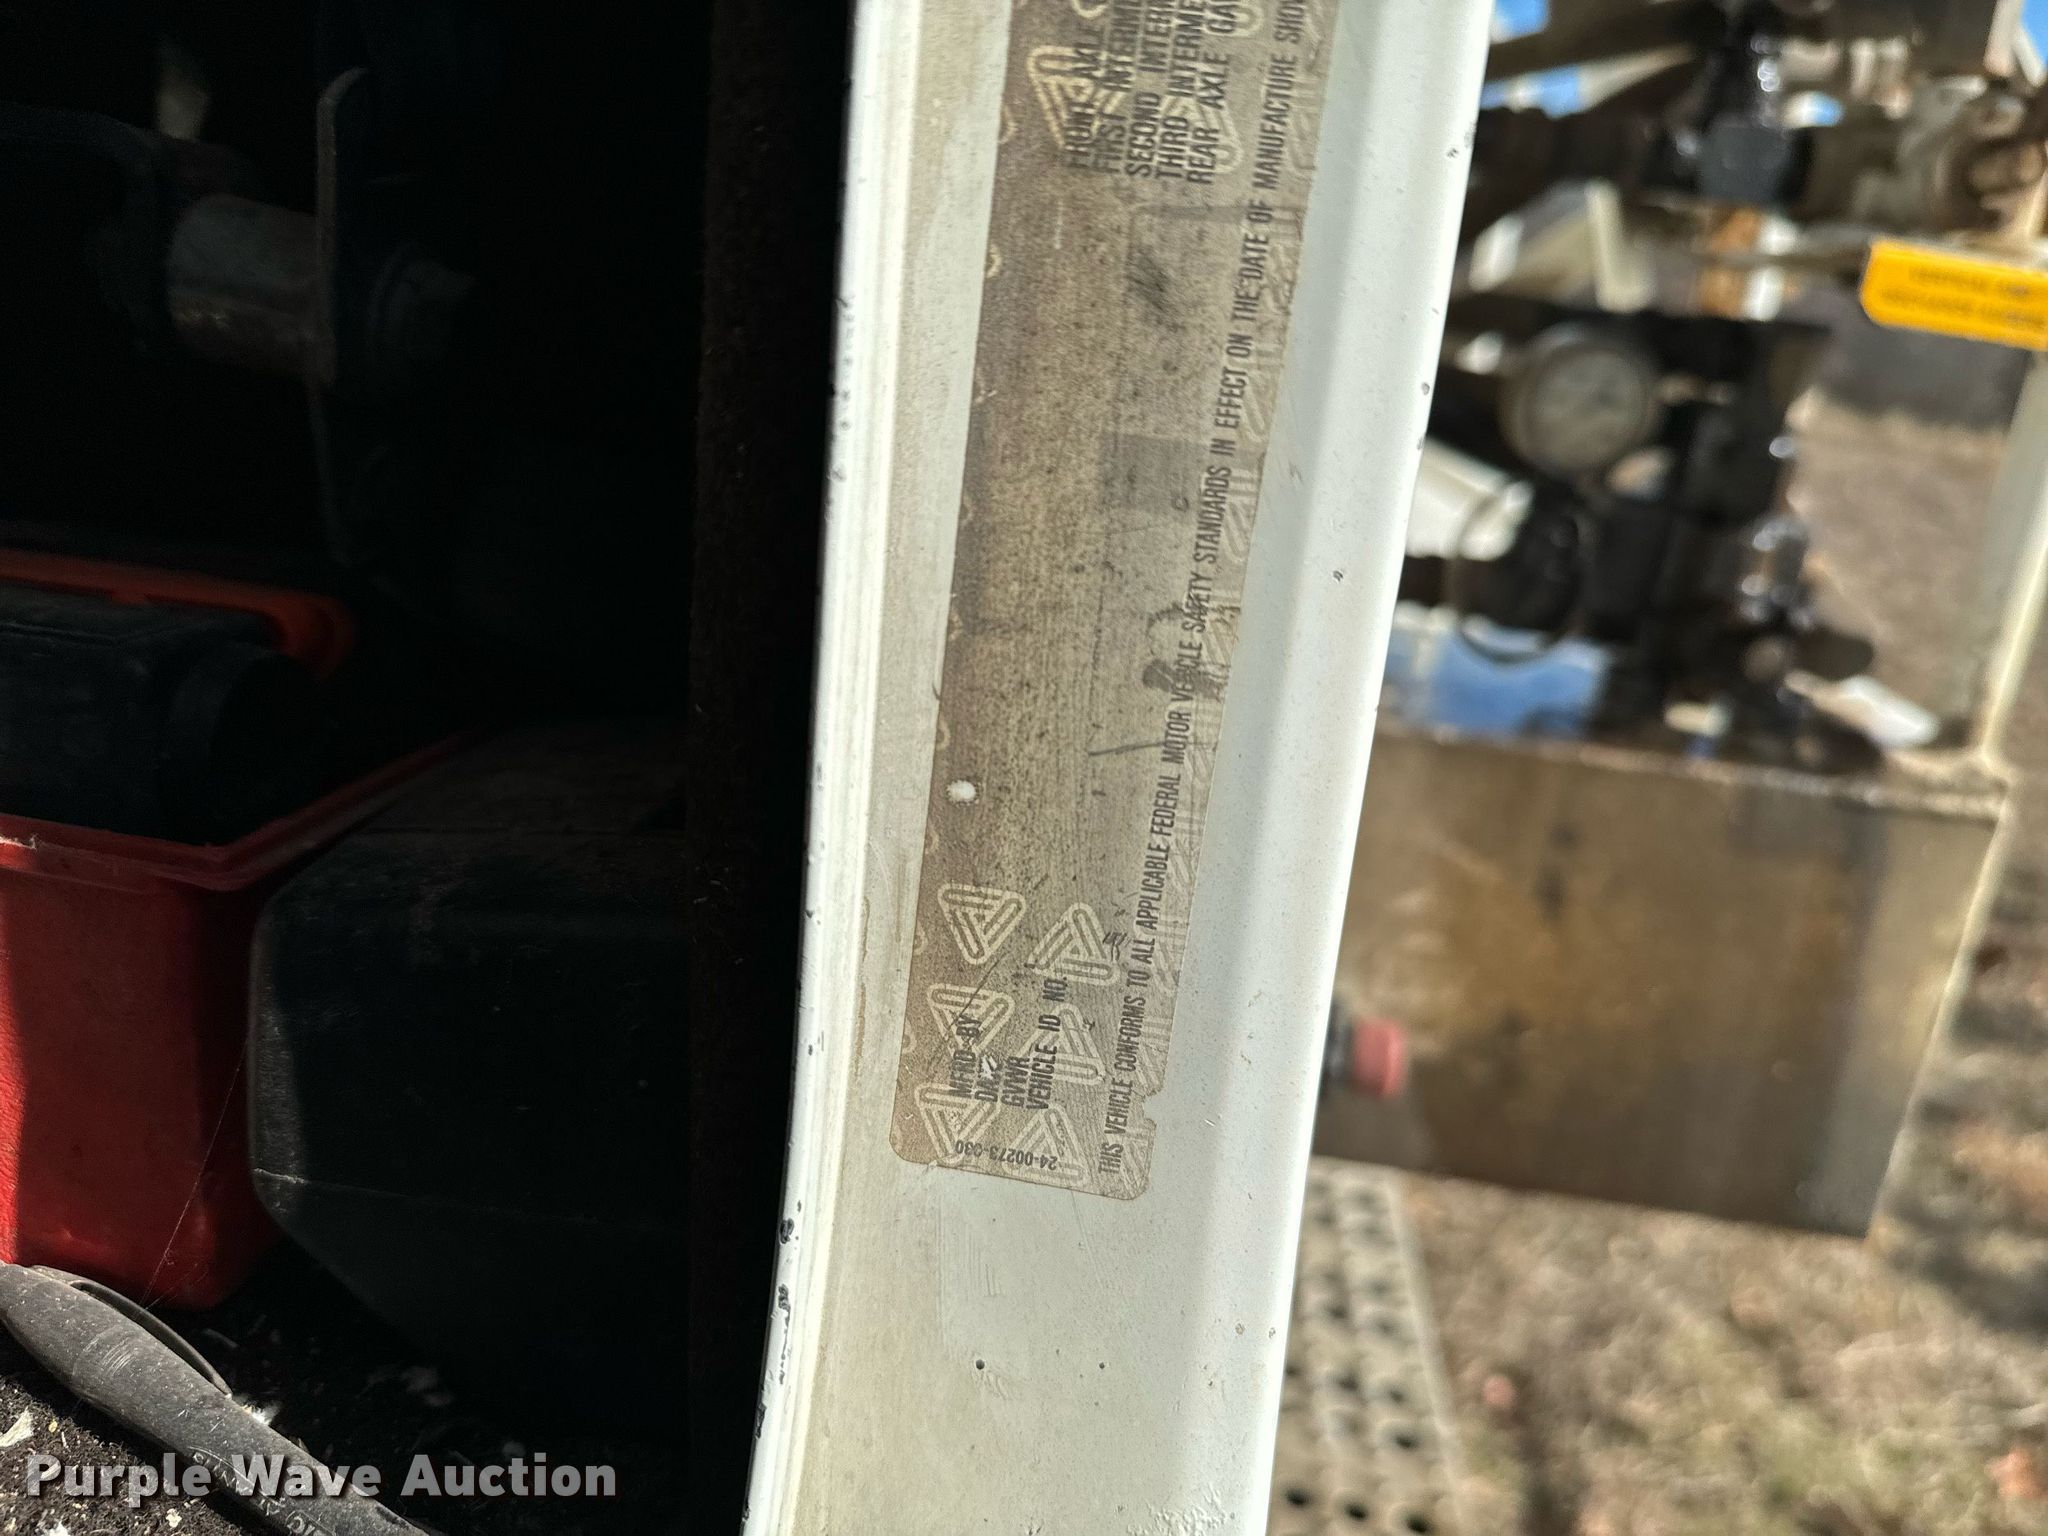 MFRD BY
DATE
GVWR
VEHICLE ID NO.
24-00273-030
FRONT AXLE
FIRST INTERM
SECOND INTER
THIRD INTERME
REAR AXLE GA
THIS VEHICLE CONFORMS TO ALL APPLICABLE FEDERAL MOTOR VEHICLE SAFETY STANDARDS IN EFFECT ON THE DATE OF MANUFACTURE SHO
Purple Wave Auction